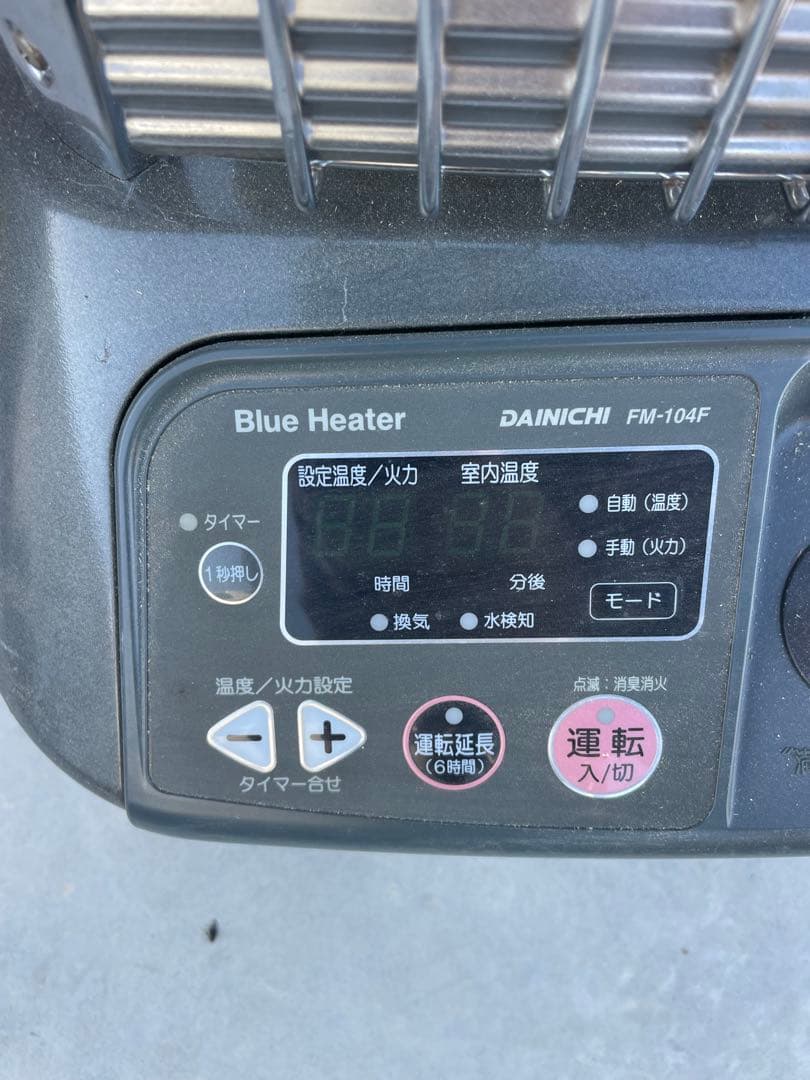 Blue Heater
DAINICHI FM-104F
設定温度/火力 室内温度
タイマー
自動(温度)
1秒押し
手動(火力)
時間 分後
モード
換気 水検知
温度/火力設定
点滅:消臭消火
- +
運転延長
(6時間)
運転
入/切
タイマー合せ